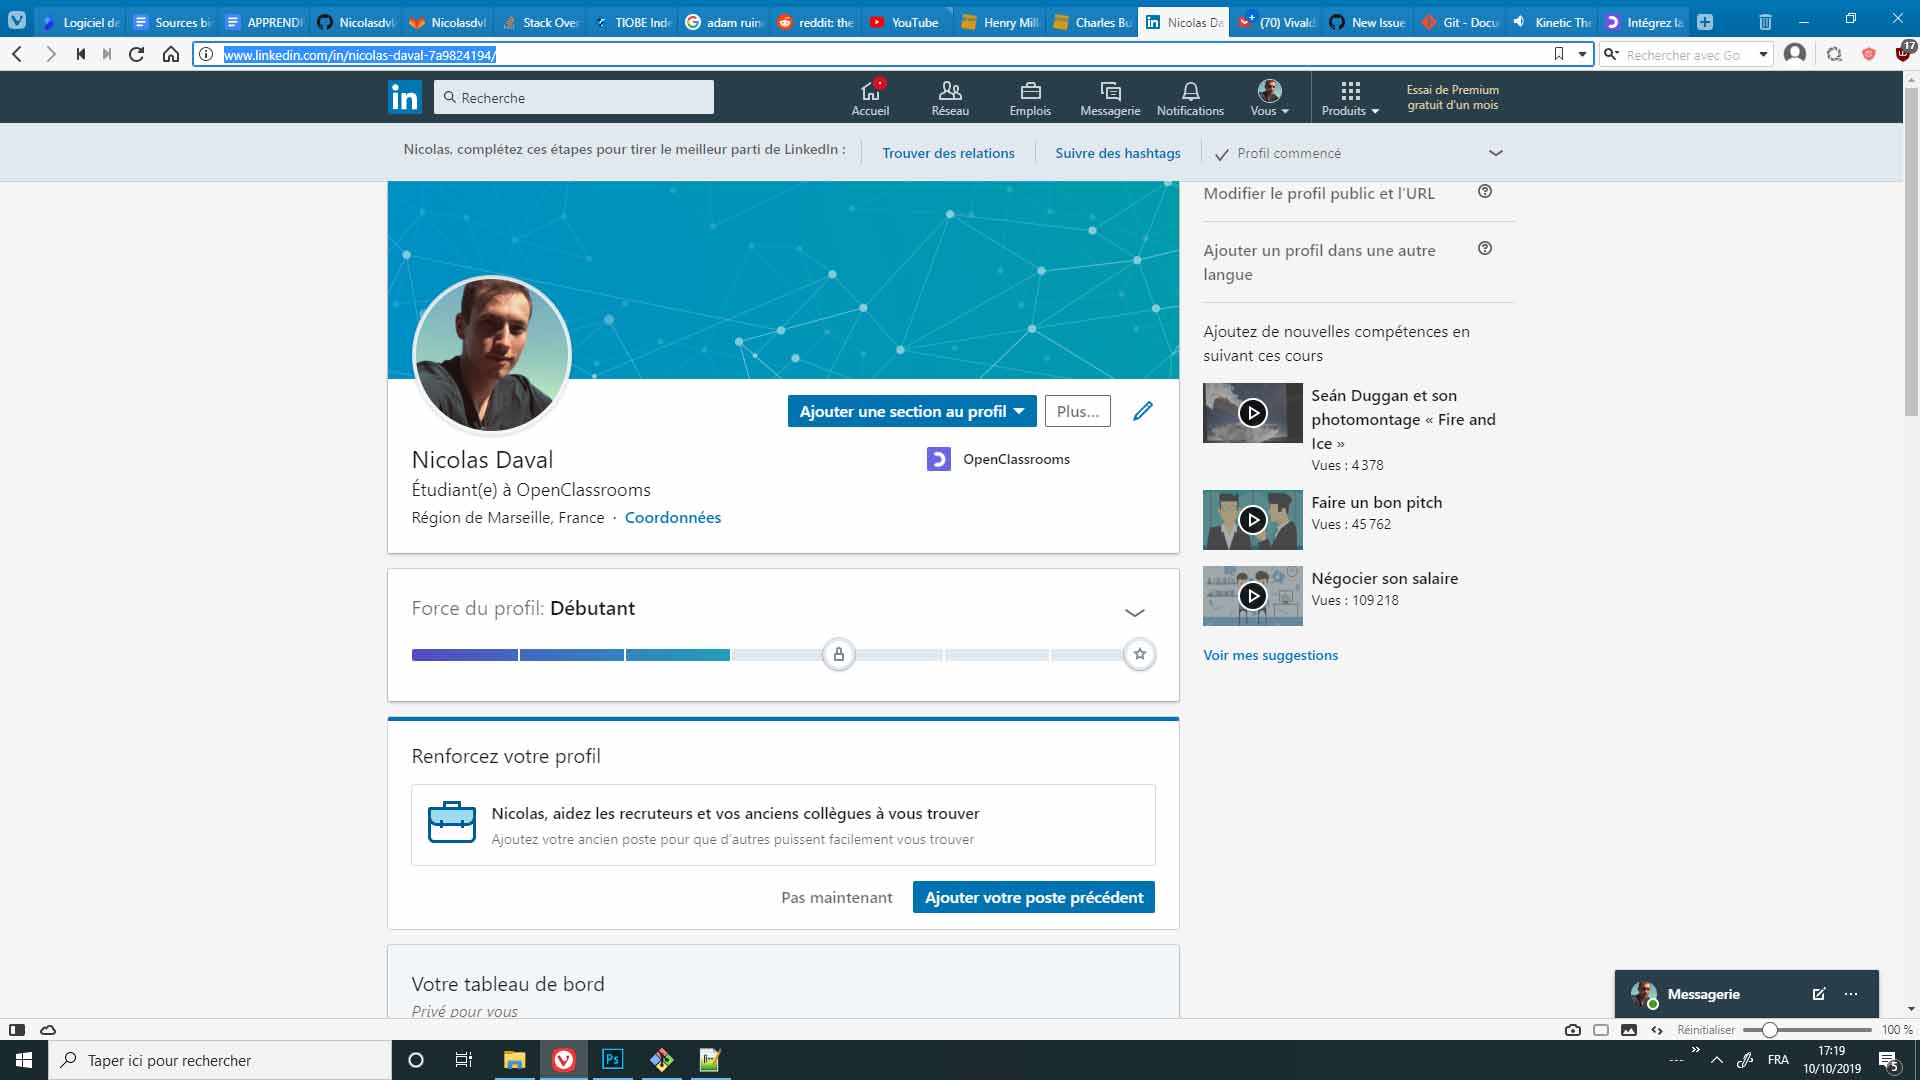 Logiciel de
Sources bi
APPRENDI
Nicolasdvl
Nicolasdvl
Stack Over
TIOBE Inde
adam ruine
reddit: the
YouTube
Henry Mill
Charles Bu
Nicolas Da
(70) Vivald
New Issue
Git - Docu
Kinetic Th
Intégrez la
www.linkedin.com/in/nicolas-daval-7a9824194/
Rechercher avec Go
17
in
Recherche
Accueil
Réseau
Emplois
Messagerie
Notifications
Vous
Produits
Essai de Premium
gratuit d'un mois
Nicolas, complétez ces étapes pour tirer le meilleur parti de LinkedIn :
Trouver des relations
Suivre des hashtags
Profil commencé
Modifier le profil public et l'URL
Ajouter un profil dans une autre
langue
Ajoutez de nouvelles compétences en
suivant ces cours
Seán Duggan et son
photomontage « Fire and
Ice »
Vues : 4 378
Faire un bon pitch
Vues : 45 762
Négocier son salaire
Vues : 109 218
Voir mes suggestions
Ajouter une section au profil
Plus...
Nicolas Daval
OpenClassrooms
Étudiant(e) à OpenClassrooms
Région de Marseille, France · Coordonnées
Force du profil: Débutant
Renforcez votre profil
Nicolas, aidez les recruteurs et vos anciens collègues à vous trouver
Ajoutez votre ancien poste pour que d'autres puissent facilement vous trouver
Pas maintenant
Ajouter votre poste précédent
Votre tableau de bord
Privé pour vous
Messagerie
Réinitialiser
100 %
Taper ici pour rechercher
Ps
FRA
17:19
10/10/2019
5